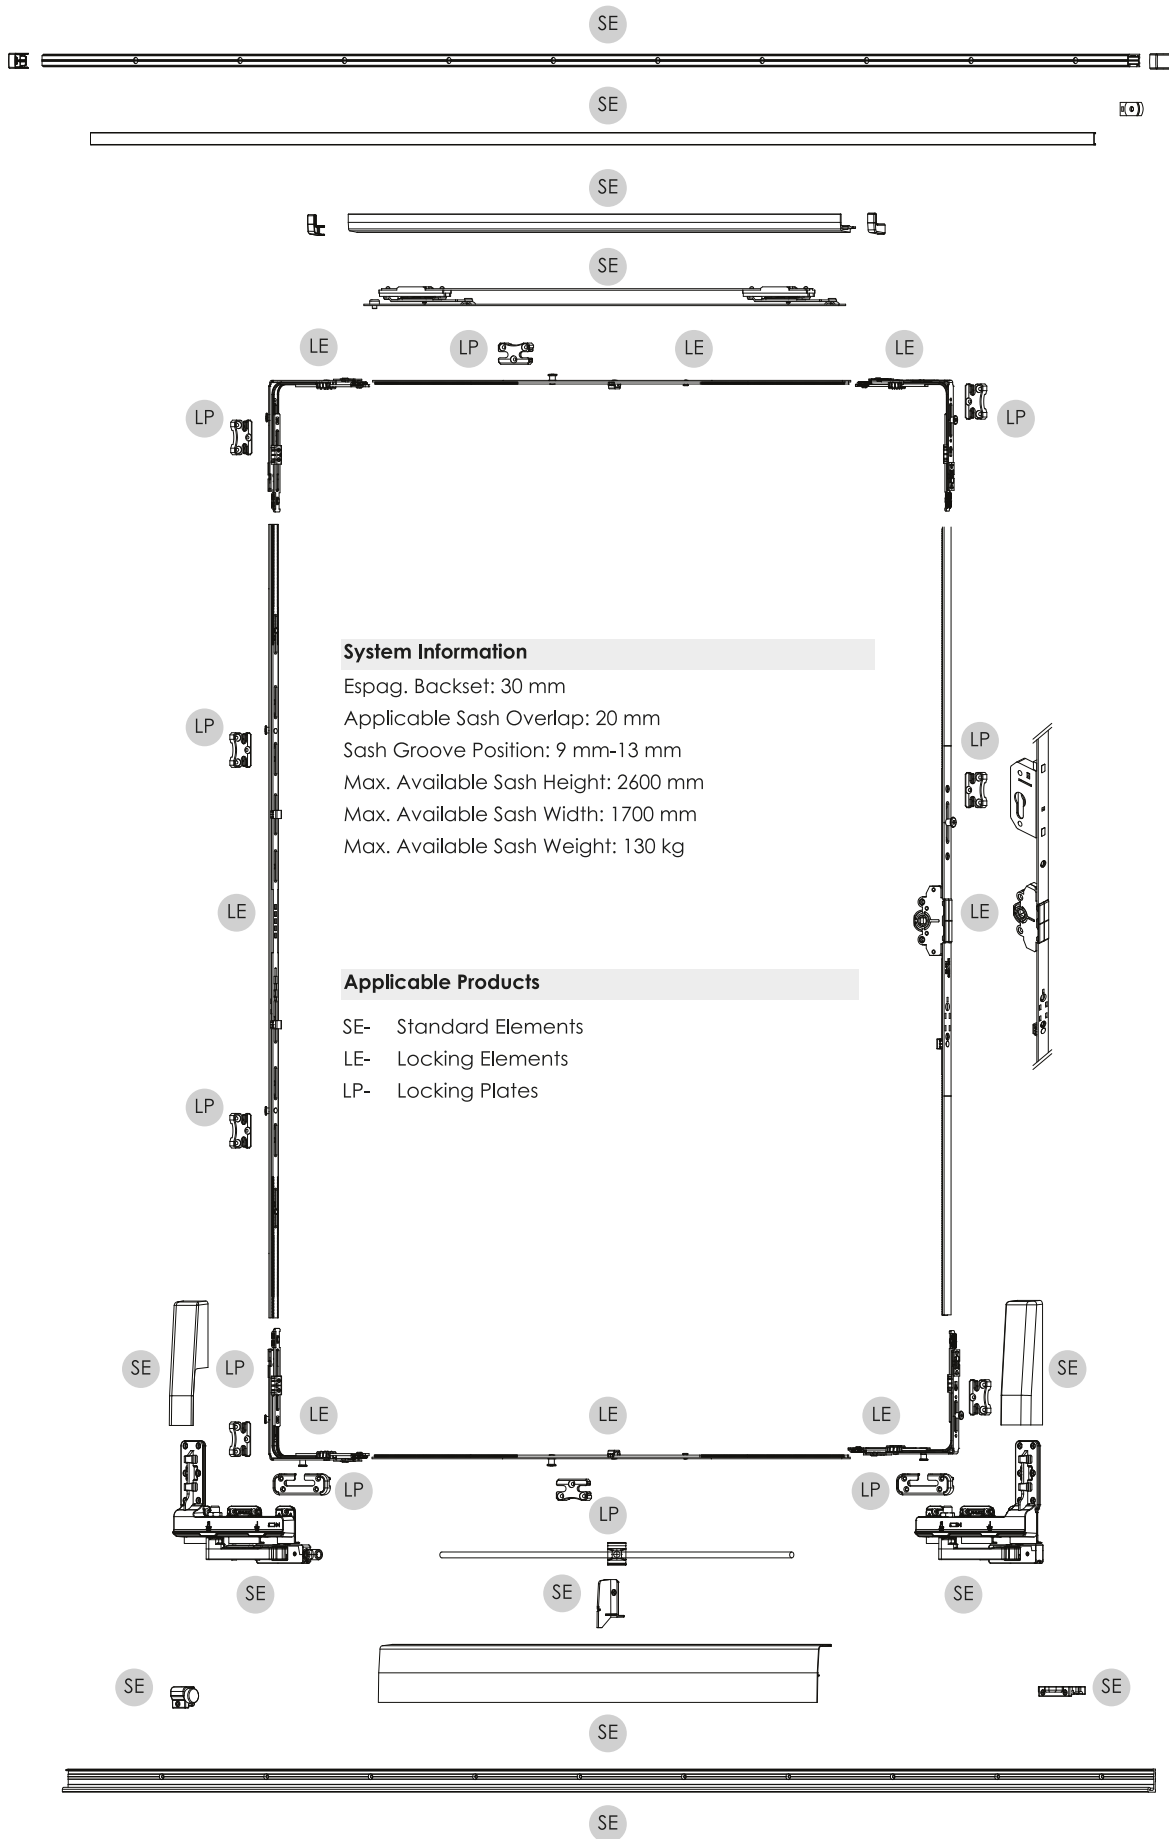 SE
SE
SE
SE
LE
LP
LE
LE
LP
LP
System Information
Espag. Backset: 30 mm
Applicable Sash Overlap: 20 mm
Sash Groove Position: 9 mm-13 mm
Max. Available Sash Height: 2600 mm
Max. Available Sash Width: 1700 mm
Max. Available Sash Weight: 130 kg
LP
LP
LE
LE
Applicable Products
SE- Standard Elements
LE- Locking Elements
LP- Locking Plates
LP
SE
LP
SE
LE
LE
LE
LP
LP
LP
SE
SE
SE
SE
SE
SE
SE